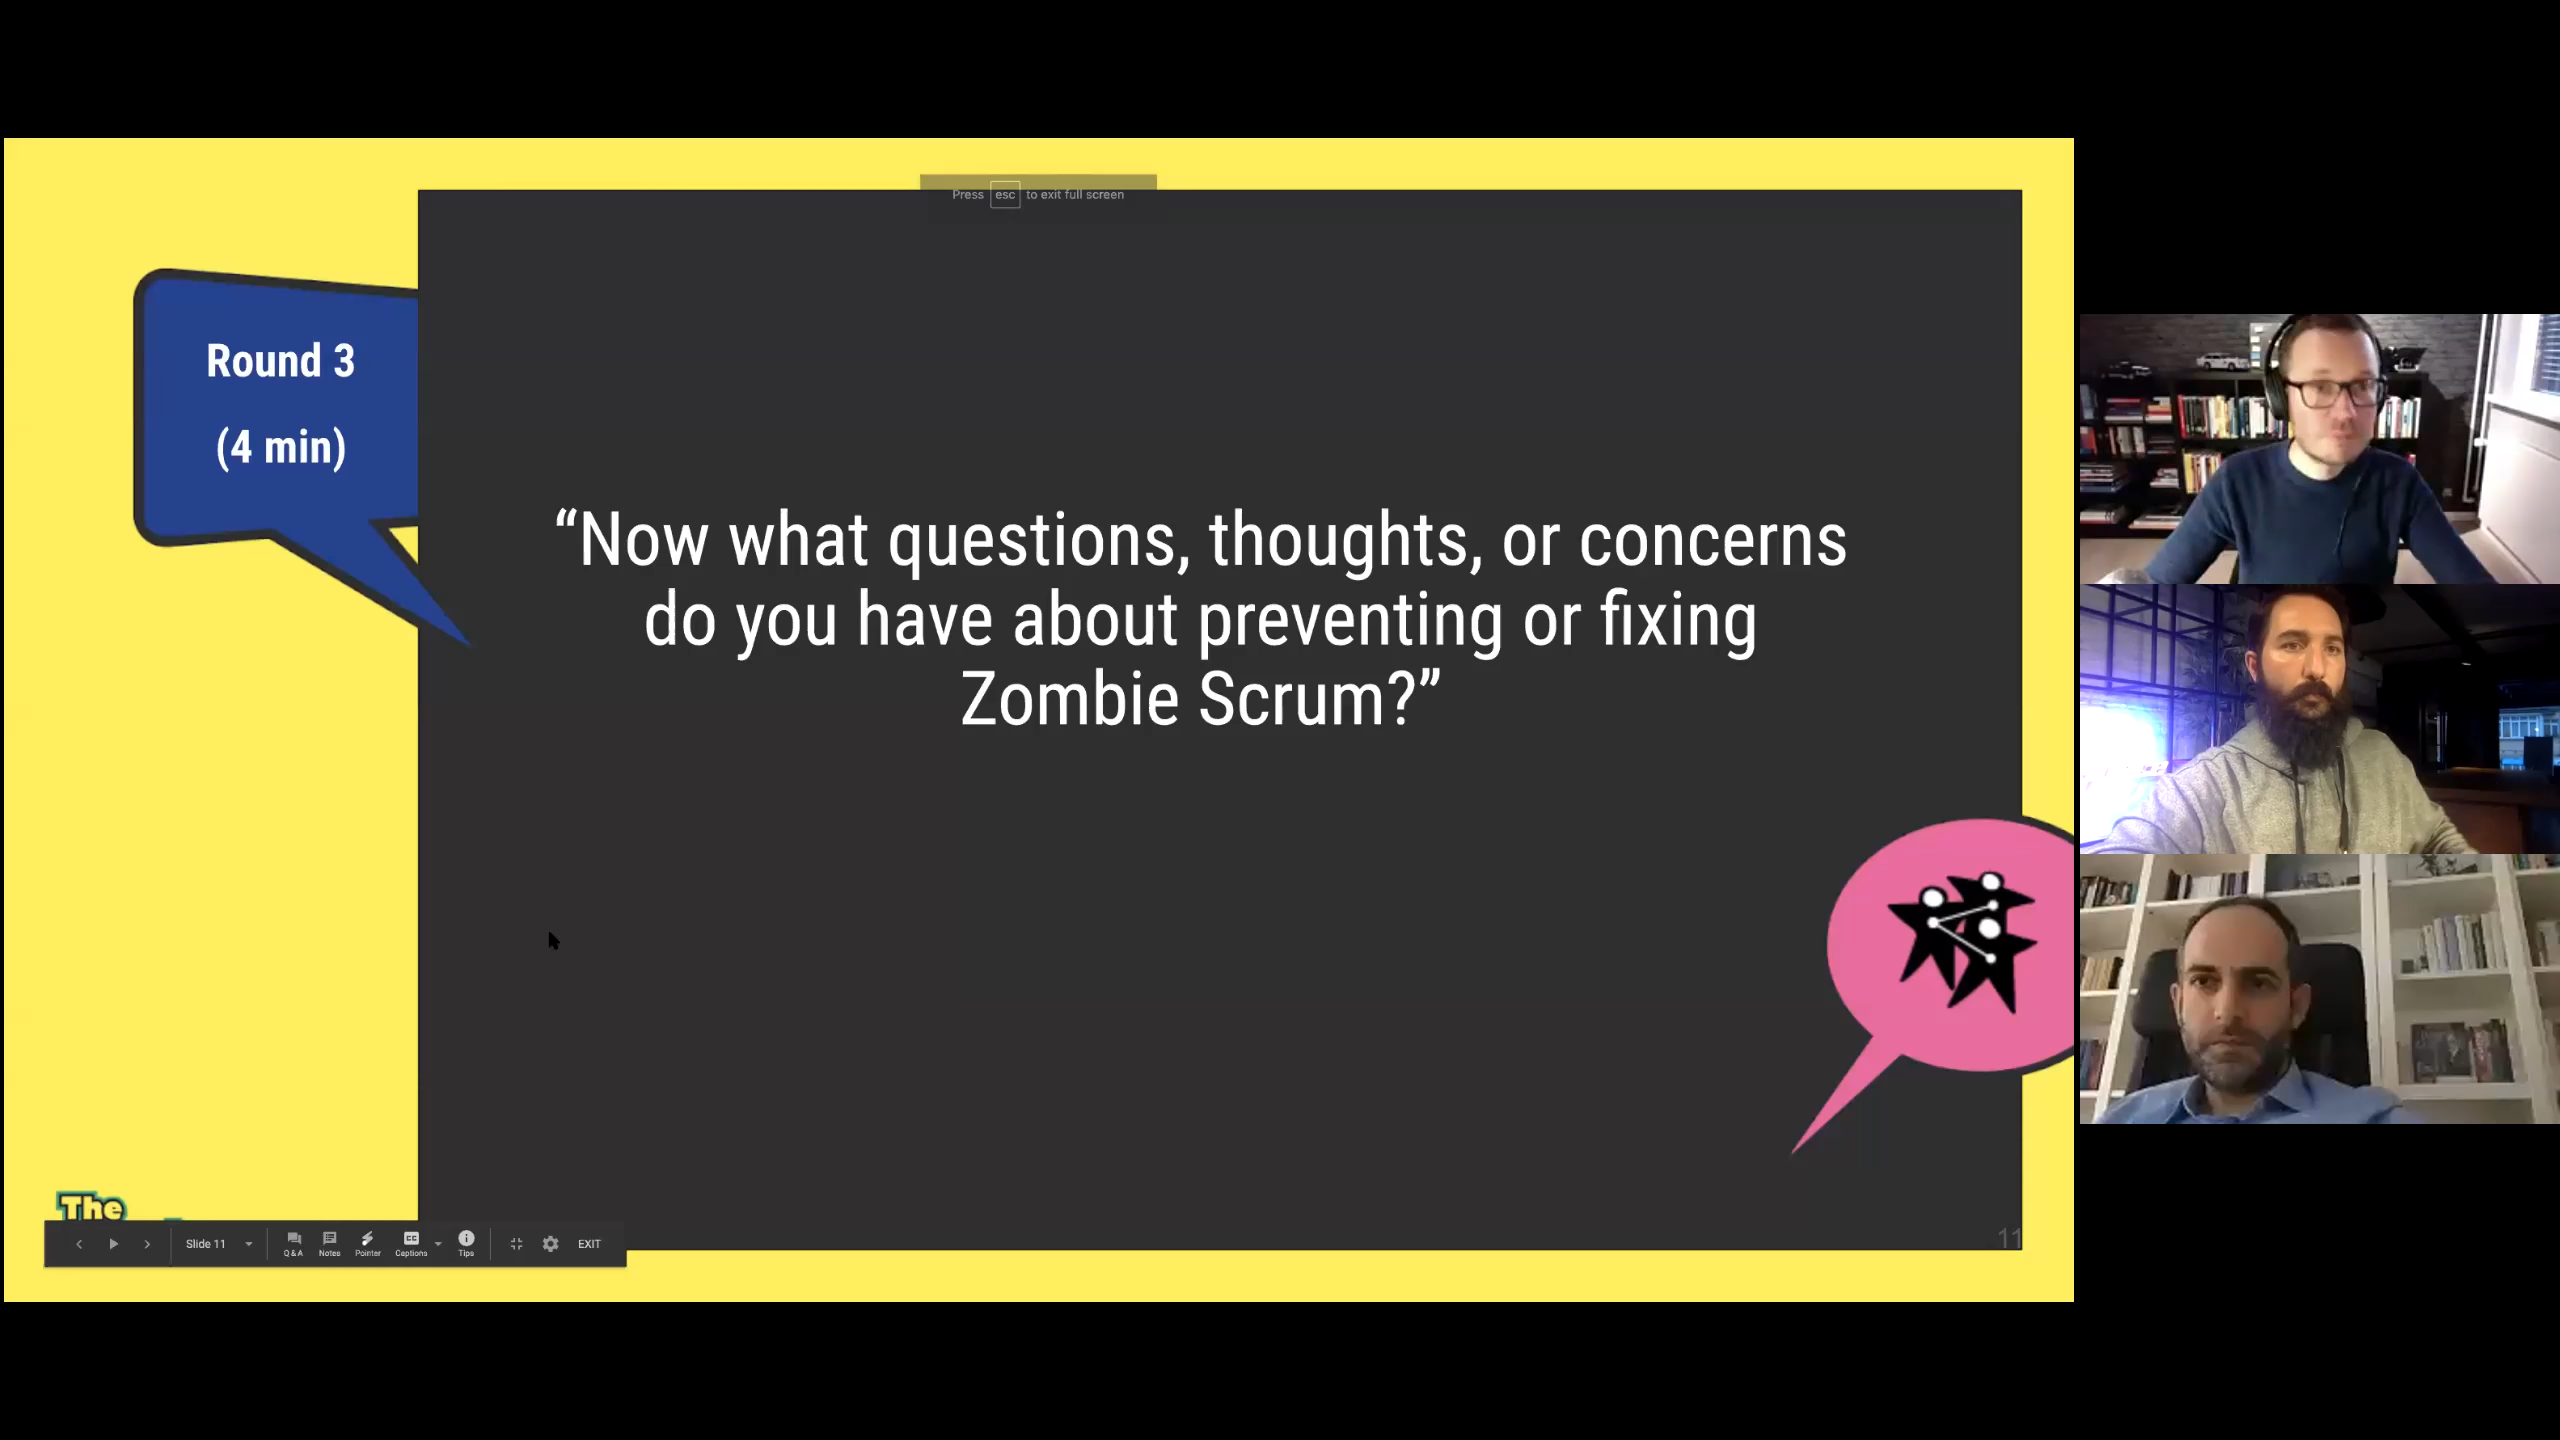 Press esc to exit full screen
Round 3
(4 min)
“Now what questions, thoughts, or concerns
do you have about preventing or fixing
Zombie Scrum?”
The
11
Slide 11
Q&A
Notes
Pointer
Captions
Tips
EXIT